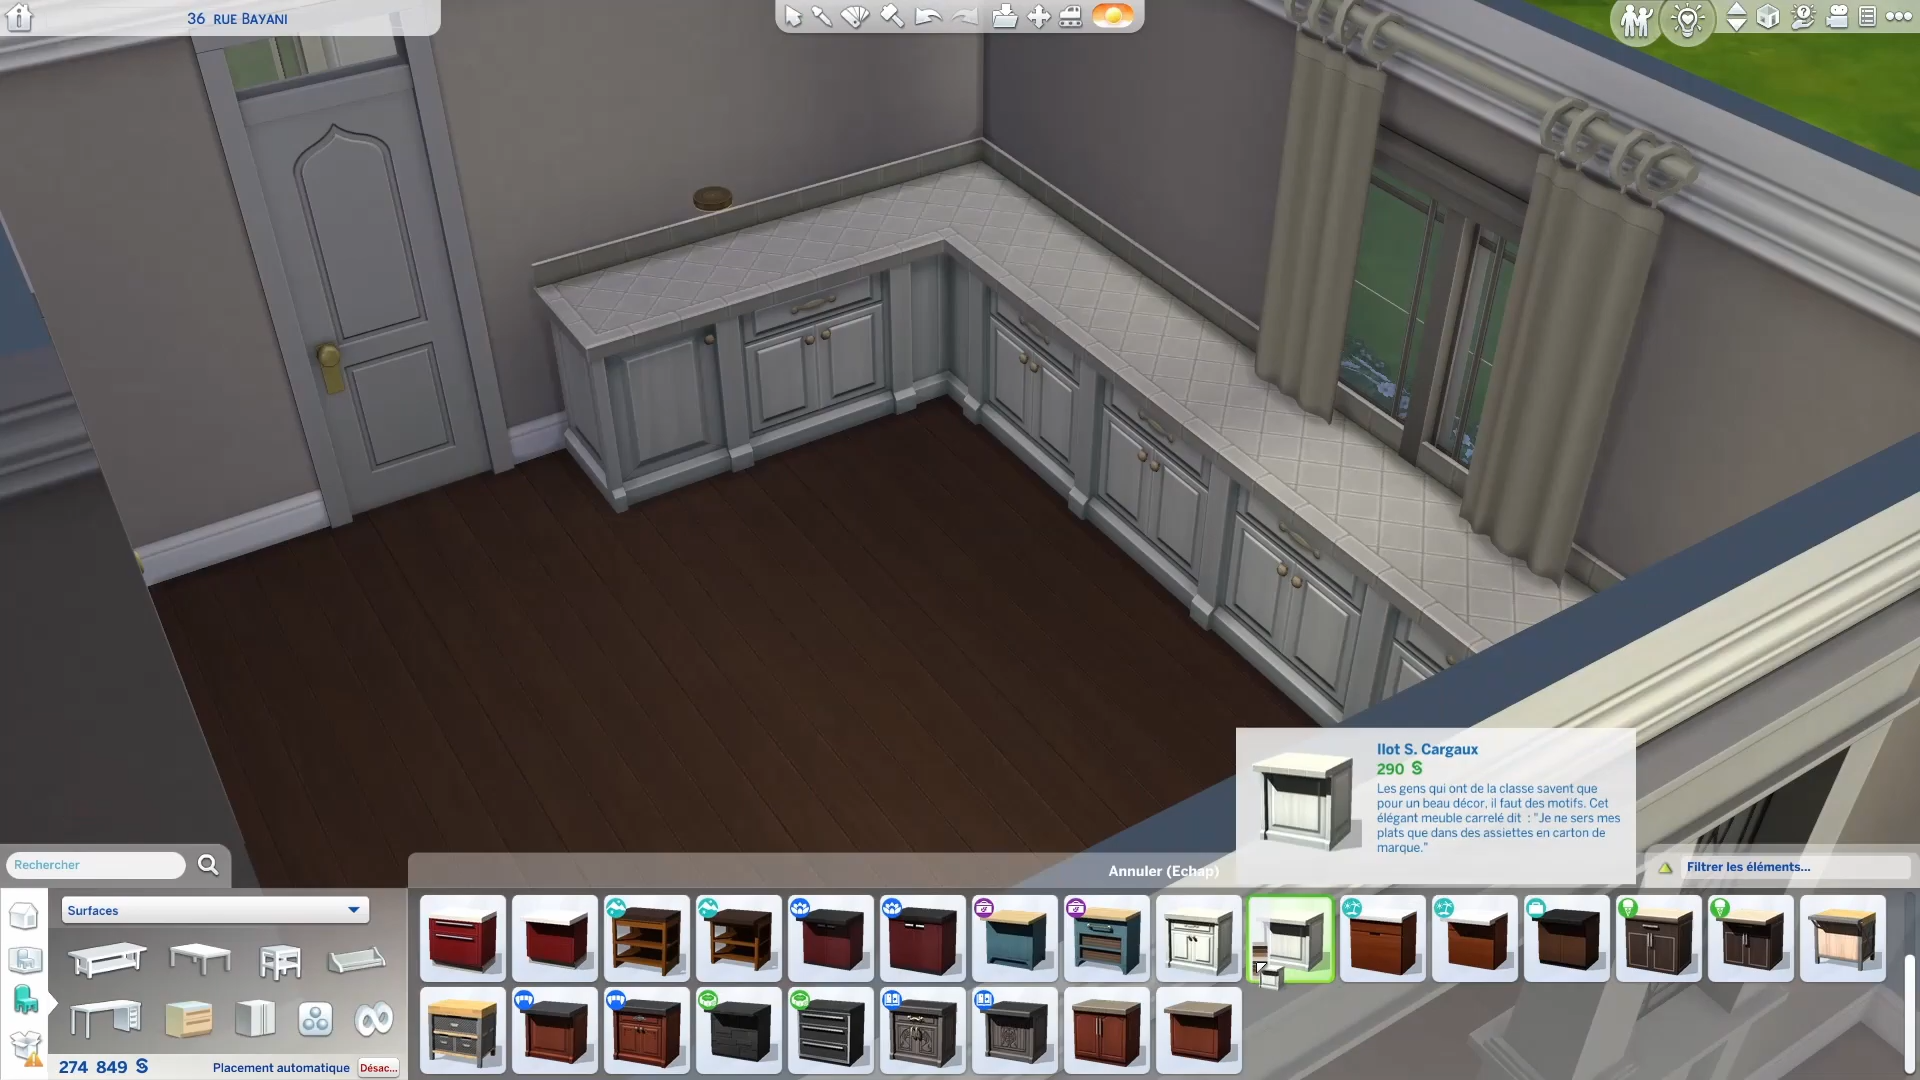 36 RUE BAYANI
Ilot S. Cargaux
290 §
Les gens qui ont de la classe savent que
pour un beau décor, il faut des motifs. Cet
élégant meuble carrelé dit : "Je ne sers mes
plats que dans des assiettes en carton de
marque."
Rechercher
Annuler (Echap)
Filtrer les éléments...
Surfaces
274 849 §
Placement automatique
Désac...